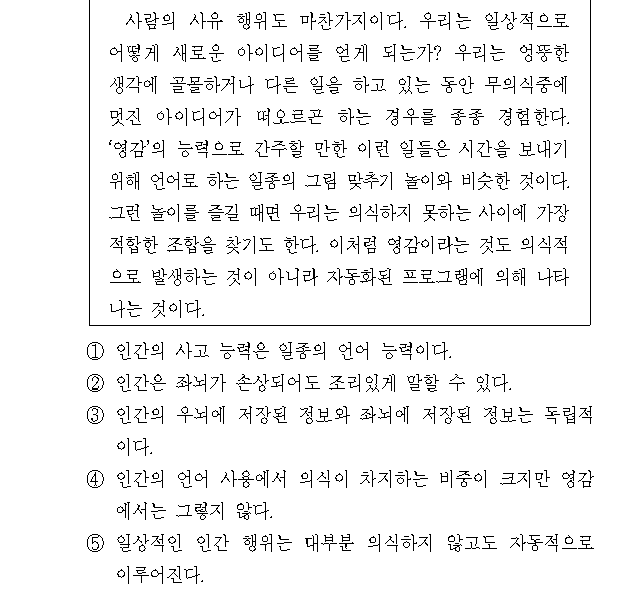 사람의 사유 행위도 마찬가지이다. 우리는 일상적으로
어떻게 새로운 아이디어를 얻게 되는가? 우리는 엉뚱한
생각에 골몰하거나 다른 일을 하고 있는 동안 무의식중에
멋진 아이디어가 떠오르곤 하는 경우를 종종 경험한다.
‘영감’의 능력으로 간주할 만한 이런 일들은 시간을 보내기
위해 언어로 하는 일종의 그림 맞추기 놀이와 비슷한 것이다.
그런 놀이를 즐길 때면 우리는 의식하지 못하는 사이에 가장
적합한 조합을 찾기도 한다. 이처럼 영감이라는 것도 의식적
으로 발생하는 것이 아니라 자동화된 프로그램에 의해 나타
나는 것이다.
① 인간의 사고 능력은 일종의 언어 능력이다.
② 인간은 좌뇌가 손상되어도 조리있게 말할 수 있다.
③ 인간의 우뇌에 저장된 정보와 좌뇌에 저장된 정보는 독립적
이다.
④ 인간의 언어 사용에서 의식이 차지하는 비중이 크지만 영감
에서는 그렇지 않다.
⑤ 일상적인 인간 행위는 대부분 의식하지 않고도 자동적으로
이루어진다.